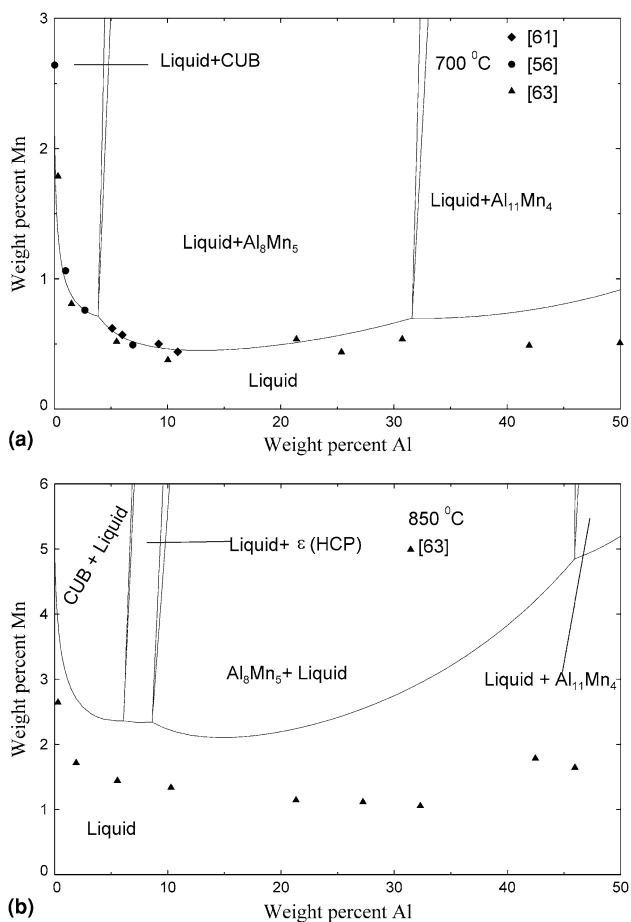 3
Liquid+CUB
700 ⁰C
[61]
[56]
[63]
2
Weight percent Mn
Liquid+Al₁₁Mn₄
Liquid+Al₈Mn₅
1
Liquid
0
0 10 20 30 40 50
(a)
Weight percent Al
6
CUB + Liquid
850 ⁰C
Liquid+ ε (HCP)
[63]
5
4
Weight percent Mn
3
Al₈Mn₅+ Liquid
Liquid + Al₁₁Mn₄
2
1
Liquid
0
0 10 20 30 40 50
(b)
Weight percent Al